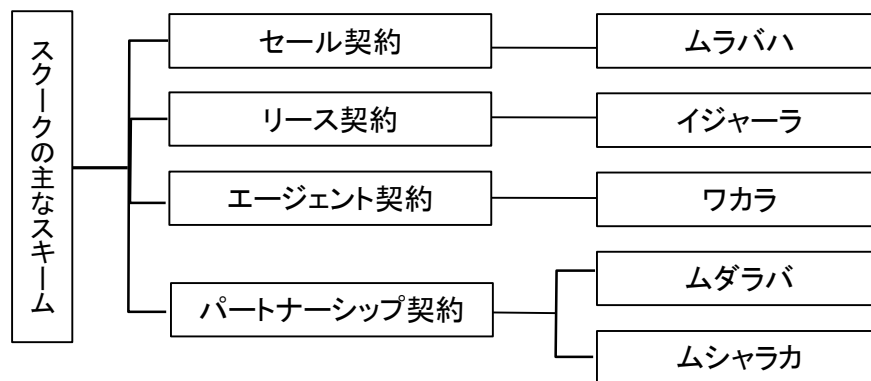 スクークの主なスキーム
セール契約
ムラバハ
リース契約
イジャーラ
エージェント契約
ワカラ
パートナーシップ契約
ムダラバ
ムシャラカ